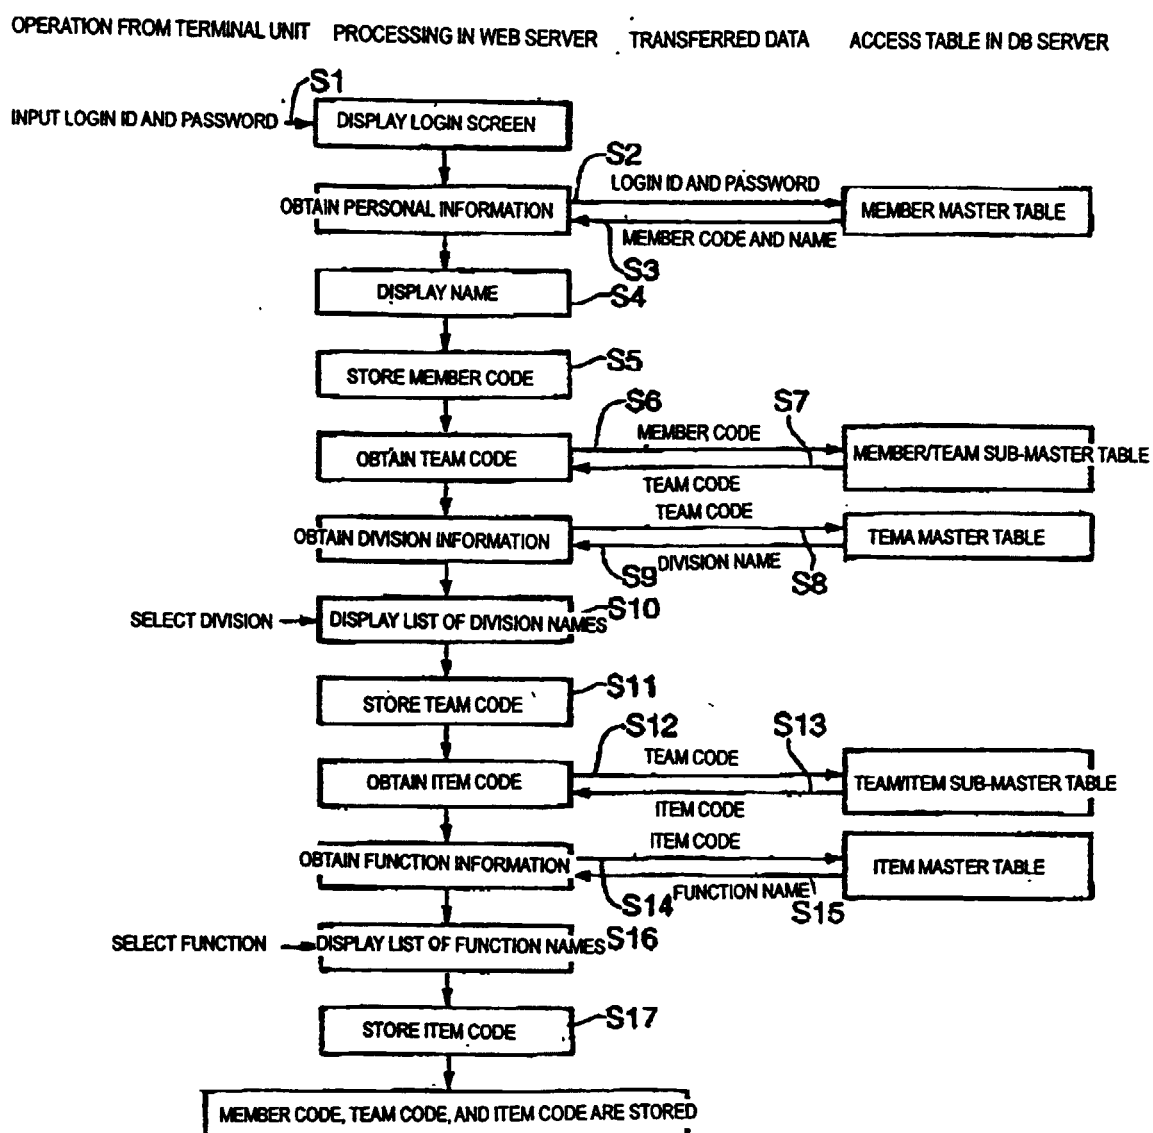 OPERATION FROM TERMINAL UNIT PROCESSING IN WEB SERVER TRANSFERRED DATA ACCESS TABLE IN DB SERVER
S1
INPUT LOGIN ID AND PASSWORD
DISPLAY LOGIN SCREEN
S2
LOGIN ID AND PASSWORD
OBTAIN PERSONAL INFORMATION
MEMBER MASTER TABLE
MEMBER CODE AND NAME
S3
DISPLAY NAME
S4
S5
STORE MEMBER CODE
S6
S7
MEMBER CODE
OBTAIN TEAM CODE
MEMBER/TEAM SUB-MASTER TABLE
TEAM CODE
TEAM CODE
OBTAIN DIVISION INFORMATION
TEMA MASTER TABLE
DIVISION NAME
S9
S8
S10
SELECT DIVISION
DISPLAY LIST OF DIVISION NAMES
S11
STORE TEAM CODE
S12
S13
TEAM CODE
OBTAIN ITEM CODE
TEAM/ITEM SUB-MASTER TABLE
ITEM CODE
ITEM CODE
OBTAIN FUNCTION INFORMATION
ITEM MASTER TABLE
FUNCTION NAME
S14
S15
S16
SELECT FUNCTION
DISPLAY LIST OF FUNCTION NAMES
S17
STORE ITEM CODE
MEMBER CODE, TEAM CODE, AND ITEM CODE ARE STORED